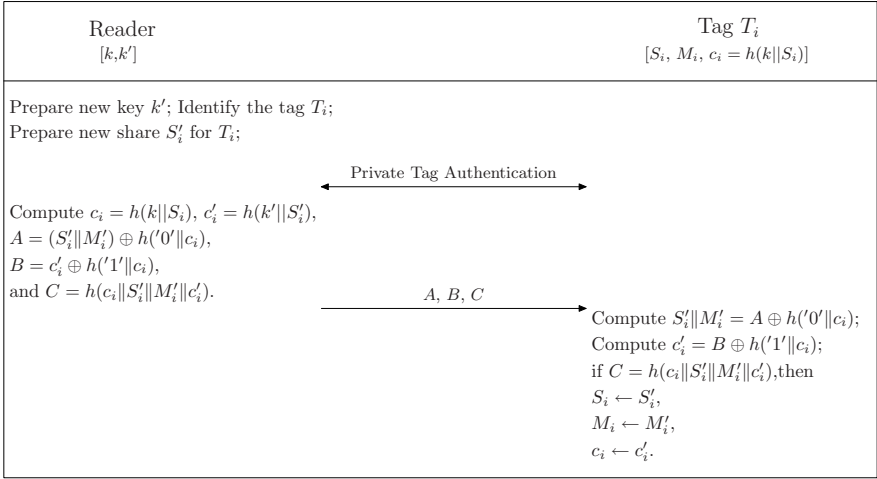 Reader
[k,k′]
Tag T_i
[S_i, M_i, c_i = h(k||S_i)]
Prepare new key k′; Identify the tag T_i;
Prepare new share S′_i for T_i;
Private Tag Authentication
Compute c_i = h(k||S_i), c′_i = h(k′||S′_i),
A = (S′_i‖M′_i) ⊕ h('0'‖c_i),
B = c′_i ⊕ h('1'‖c_i),
and C = h(c_i‖S′_i‖M′_i‖c′_i).
A, B, C
Compute S′_i‖M′_i = A ⊕ h('0'‖c_i);
Compute c′_i = B ⊕ h('1'‖c_i);
if C = h(c_i‖S′_i‖M′_i‖c′_i),then
S_i ← S′_i,
M_i ← M′_i,
c_i ← c′_i.